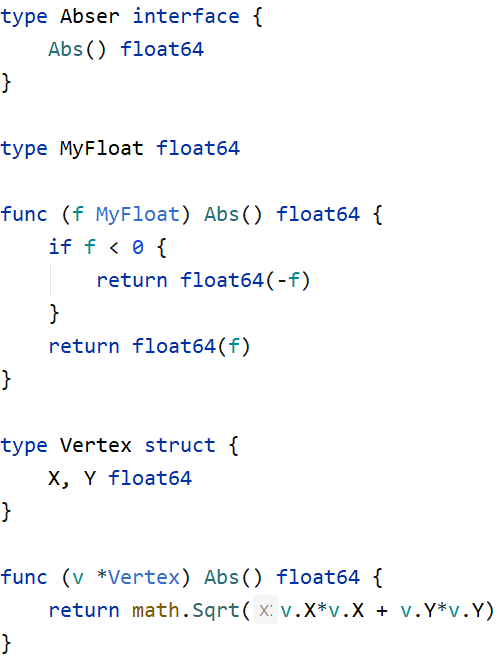 type Abser interface {
    Abs() float64
}

type MyFloat float64

func (f MyFloat) Abs() float64 {
    if f < 0 {
        return float64(-f)
    }
    return float64(f)
}

type Vertex struct {
    X, Y float64
}

func (v *Vertex) Abs() float64 {
    return math.Sqrt( x: v.X*v.X + v.Y*v.Y)
}